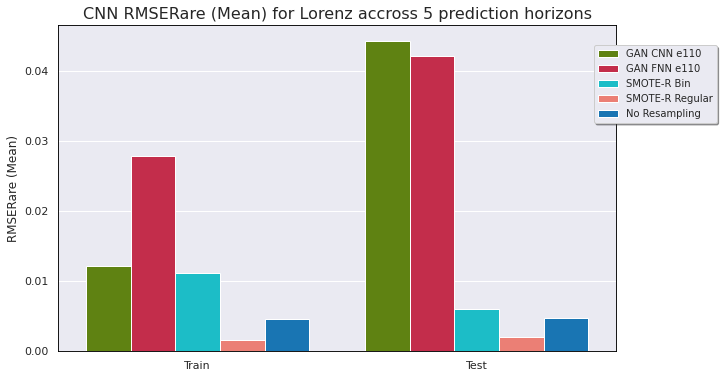 CNN RMSERare (Mean) for Lorenz accross 5 prediction horizons
RMSERare (Mean)
0.04
0.03
0.02
0.01
0.00
Train
Test
GAN CNN e110
GAN FNN e110
SMOTE-R Bin
SMOTE-R Regular
No Resampling